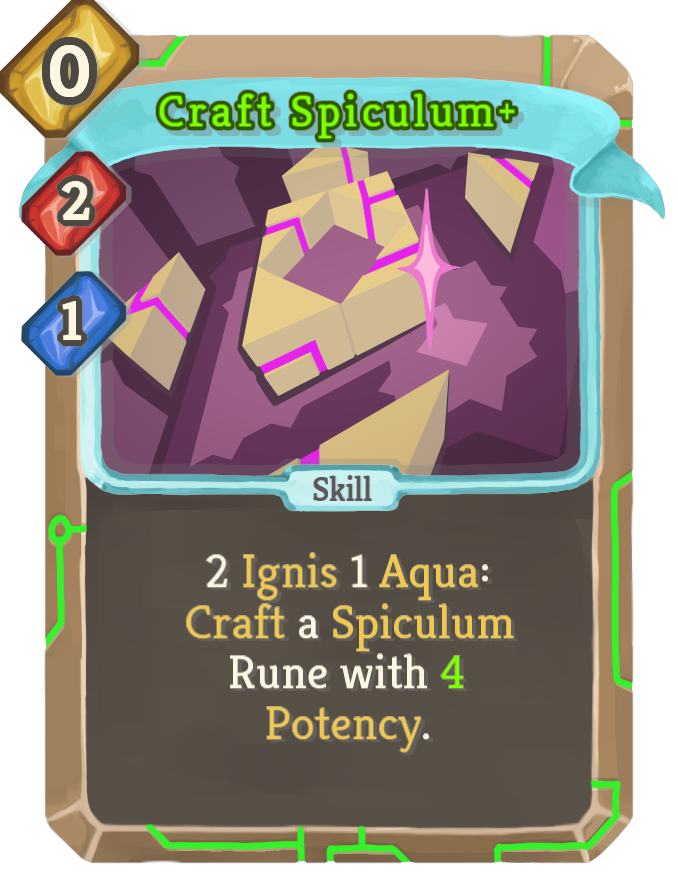 0
Craft Spiculum+
2
1
Skill
2 Ignis 1 Aqua:
Craft a Spiculum
Rune with 4
Potency.